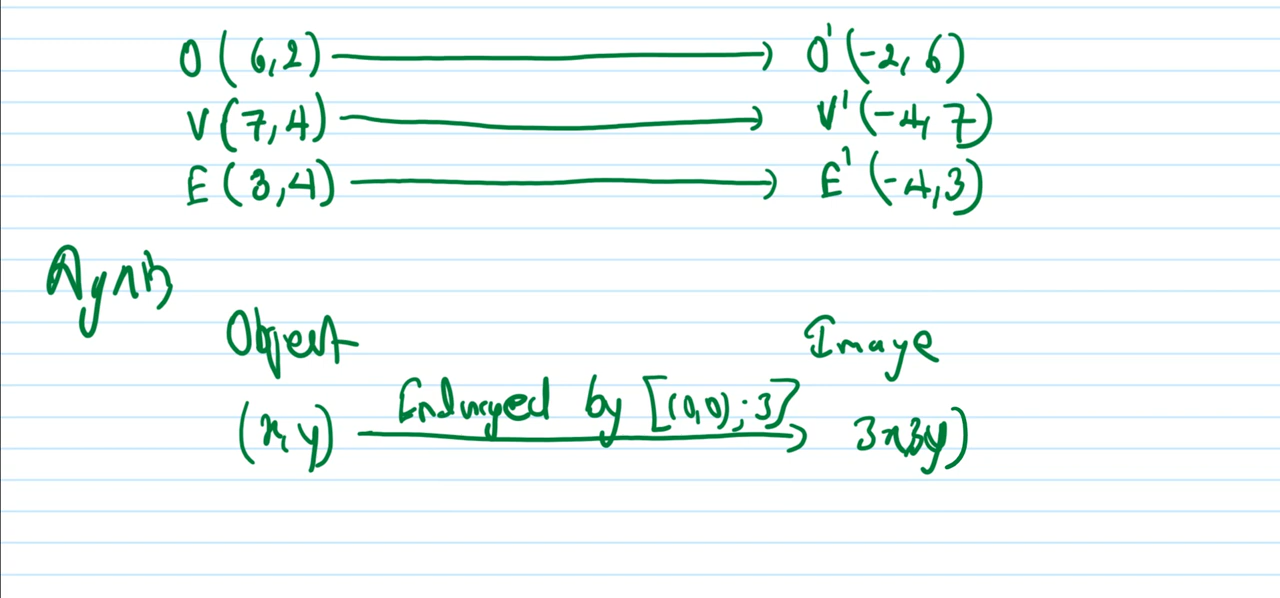 O (6,2) → O'(-2, 6)
V (7,4) → V'(-4, 7)
E (3,4) → E'(-4,3)
Object Image
(x, y) Enlarged by [(0,0); 3] → 3x,3y)